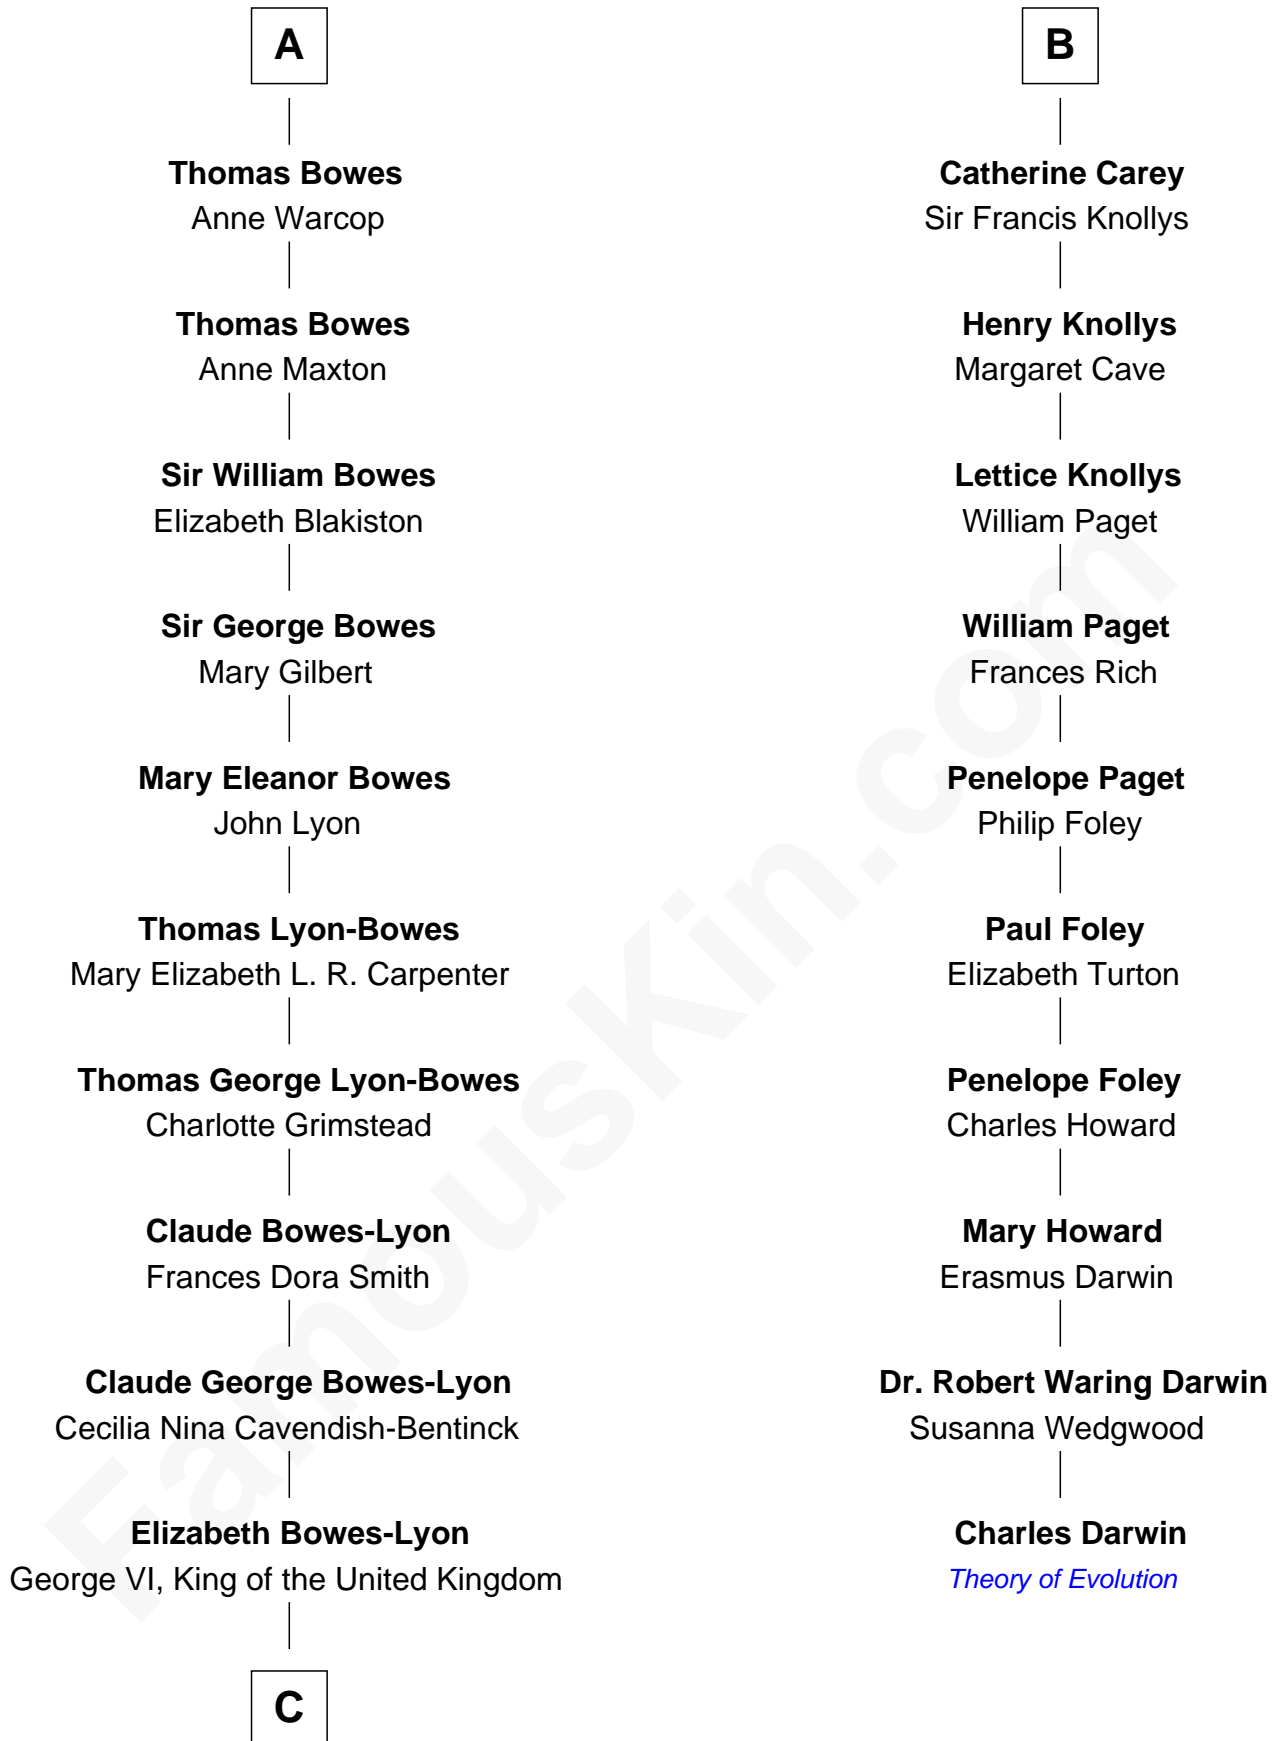 A
Thomas Bowes
Anne Warcop
Thomas Bowes
Anne Maxton
Sir William Bowes
Elizabeth Blakiston
Sir George Bowes
Mary Gilbert
Mary Eleanor Bowes
John Lyon
Thomas Lyon-Bowes
Mary Elizabeth L. R. Carpenter
Thomas George Lyon-Bowes
Charlotte Grimstead
Claude Bowes-Lyon
Frances Dora Smith
Claude George Bowes-Lyon
Cecilia Nina Cavendish-Bentinck
Elizabeth Bowes-Lyon
George VI, King of the United Kingdom
C
B
Catherine Carey
Sir Francis Knollys
Henry Knollys
Margaret Cave
Lettice Knollys
William Paget
William Paget
Frances Rich
Penelope Paget
Philip Foley
Paul Foley
Elizabeth Turton
Penelope Foley
Charles Howard
Mary Howard
Erasmus Darwin
Dr. Robert Waring Darwin
Susanna Wedgwood
Charles Darwin
Theory of Evolution
FamousKin.com